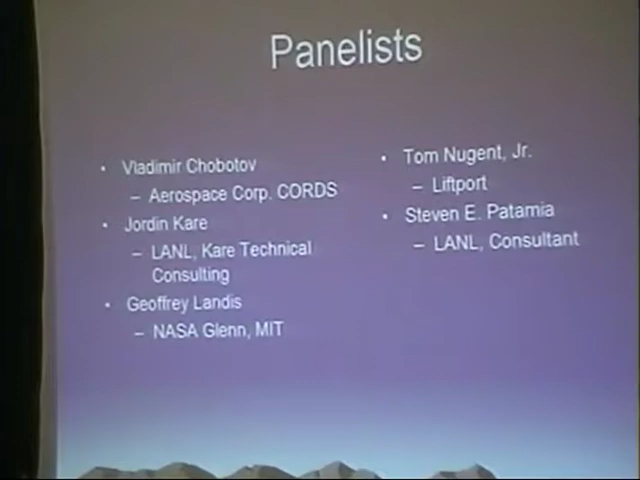 Panelists
• Vladimir Chobotov
– Aerospace Corp. CORDS
• Jordin Kare
– LANL, Kare Technical
Consulting
• Geoffrey Landis
– NASA Glenn, MIT
• Tom Nugent, Jr.
– Liftport
• Steven E. Patamia
– LANL, Consultant